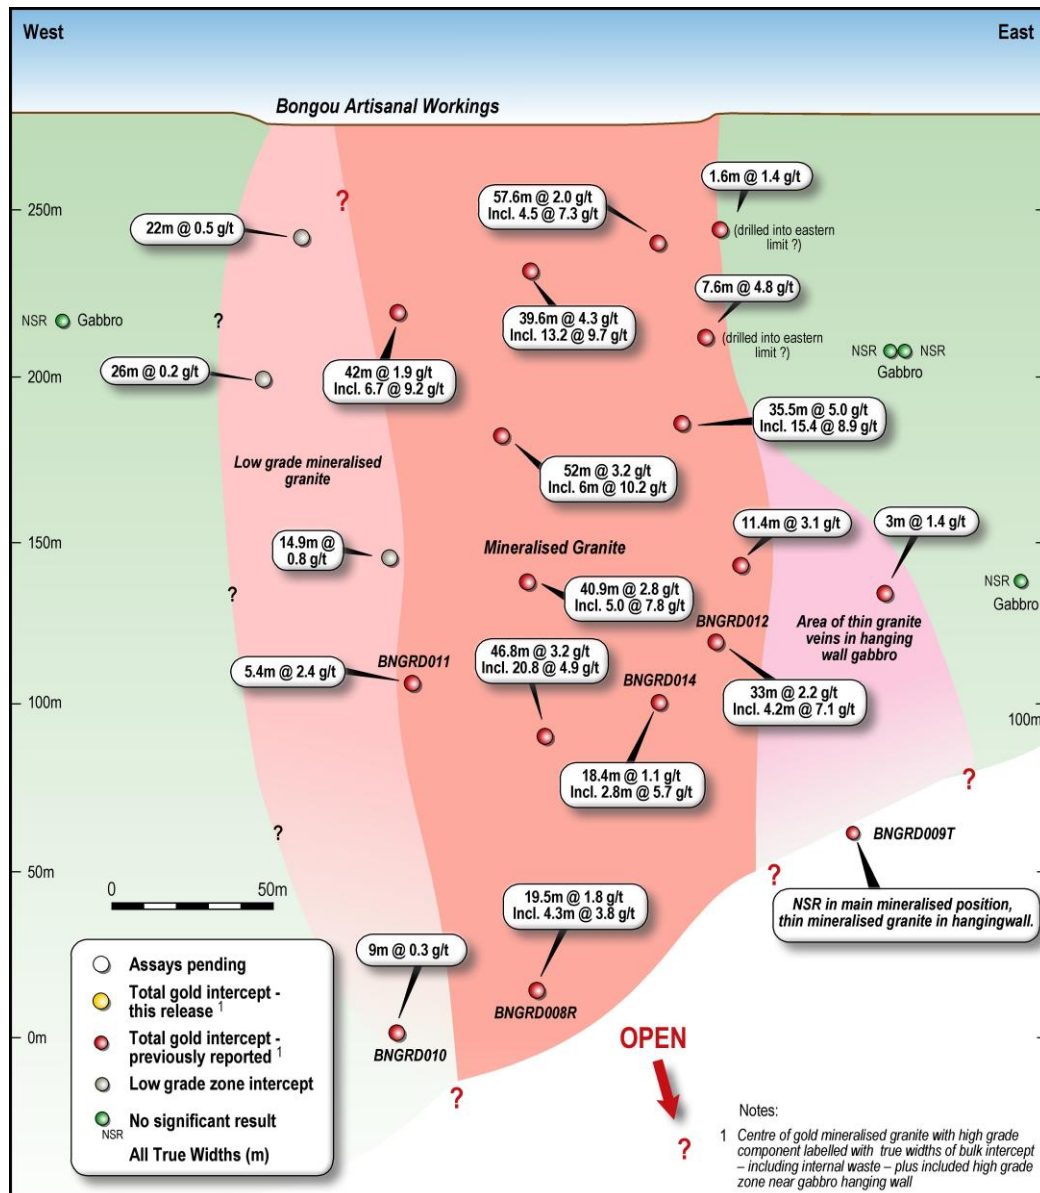 West
East
Bongou Artisanal Workings
1.6m @ 1.4 g/t
57.6m @ 2.0 g/t
Incl. 4.5 @ 7.3 g/t
250m
?
22m @ 0.5 g/t
(drilled into eastern
limit ?)
7.6m @ 4.8 g/t
NSR
Gabbro
?
39.6m @ 4.3 g/t
Incl. 13.2 @ 9.7 g/t
(drilled into eastern
limit ?)
NSR
NSR
Gabbro
200m
26m @ 0.2 g/t
42m @ 1.9 g/t
Incl. 6.7 @ 9.2 g/t
35.5m @ 5.0 g/t
Incl. 15.4 @ 8.9 g/t
Low grade mineralised
granite
52m @ 3.2 g/t
Incl. 6m @ 10.2 g/t
150m
14.9m @
0.8 g/t
Mineralised Granite
11.4m @ 3.1 g/t
3m @ 1.4 g/t
?
40.9m @ 2.8 g/t
Incl. 5.0 @ 7.8 g/t
NSR
Gabbro
BNGRD012
Area of thin granite
veins in hanging
wall gabbro
46.8m @ 3.2 g/t
Incl. 20.8 @ 4.9 g/t
5.4m @ 2.4 g/t
BNGRD011
BNGRD014
33m @ 2.2 g/t
Incl. 4.2m @ 7.1 g/t
100m
100m
18.4m @ 1.1 g/t
Incl. 2.8m @ 5.7 g/t
?
?
BNGRD009T
50m
?
0
50m
19.5m @ 1.8 g/t
Incl. 4.3m @ 3.8 g/t
NSR in main mineralised position,
thin mineralised granite in hangingwall.
9m @ 0.3 g/t
BNGRD008R
0m
BNGRD010
OPEN
?
?
Assays pending
Total gold intercept -
this release 1
Total gold intercept -
previously reported 1
Low grade zone intercept
No significant result
NSR
All True Widths (m)
Notes:
1 Centre of gold mineralised granite with high grade
component labelled with true widths of bulk intercept
– including internal waste – plus included high grade
zone near gabbro hanging wall